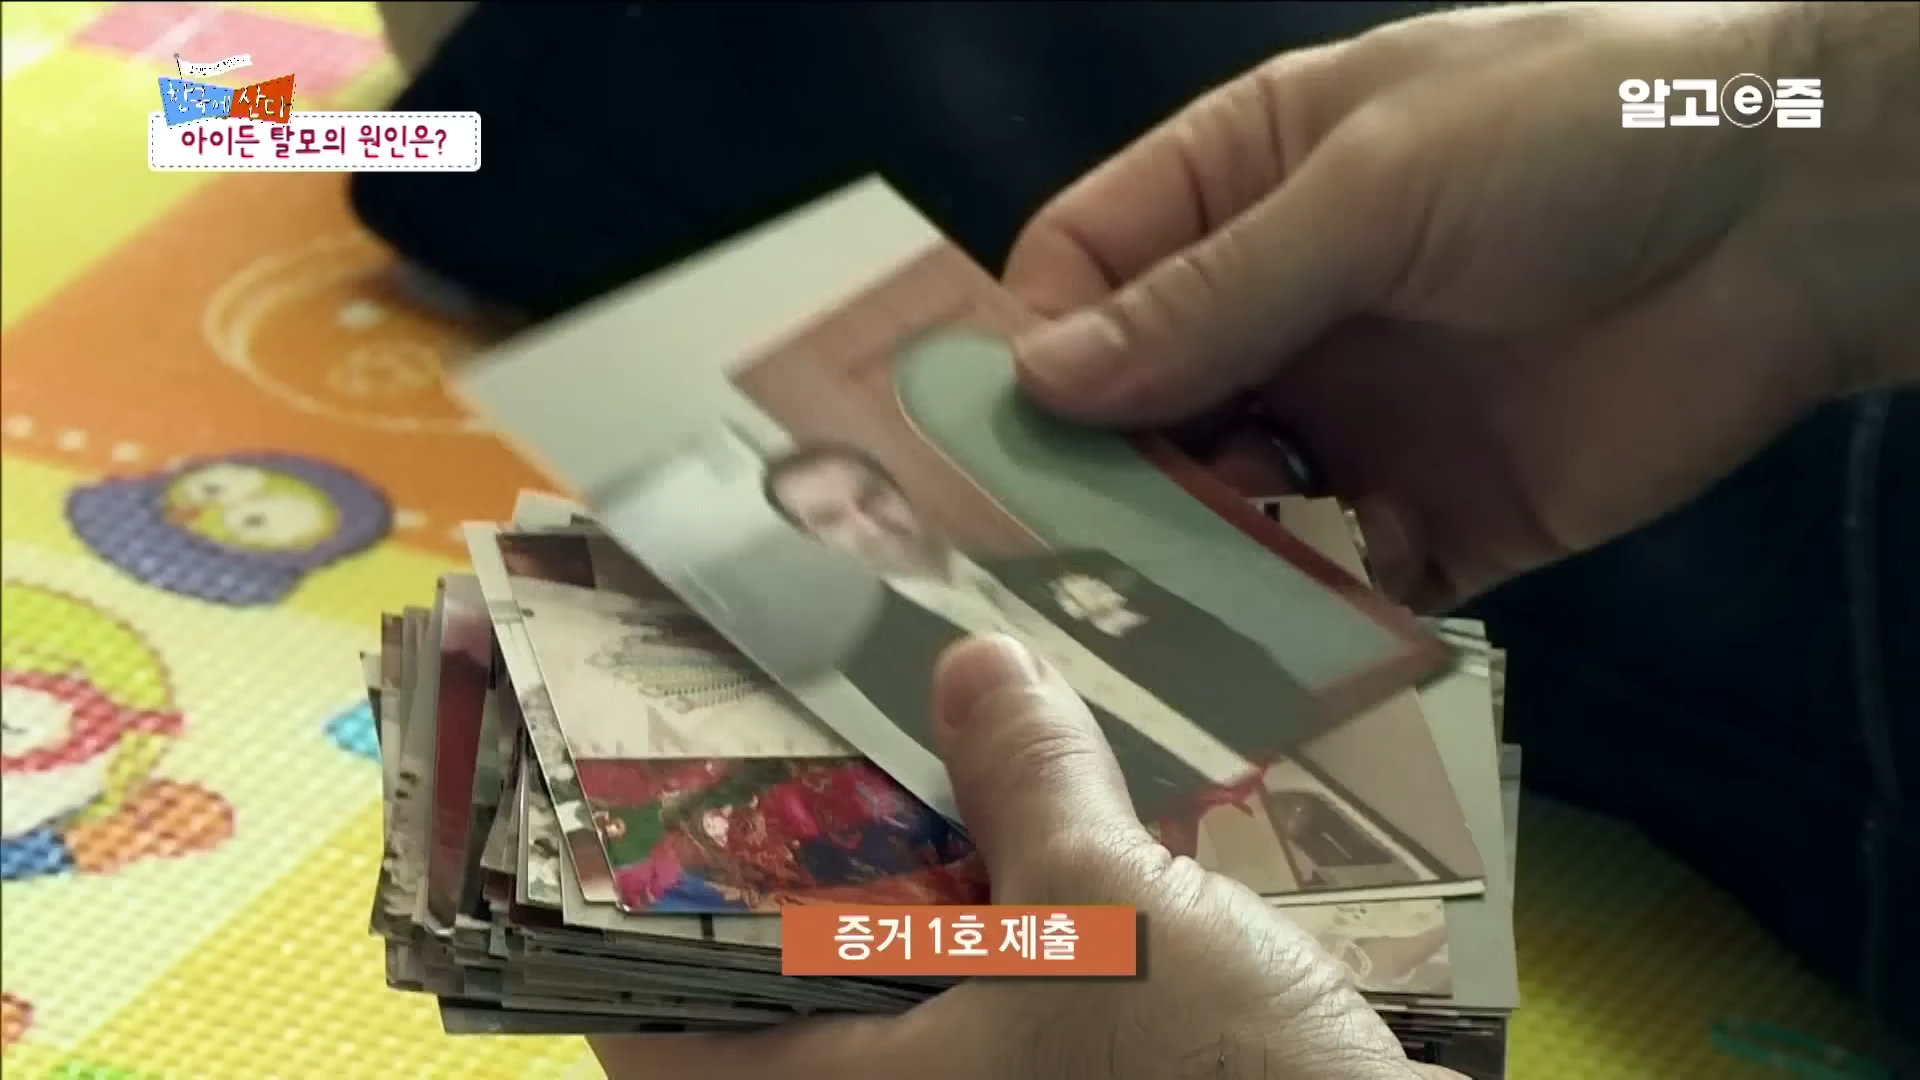 한국에 산다
알고e즘
아이든 탈모의 원인은?
증거 1호 제출